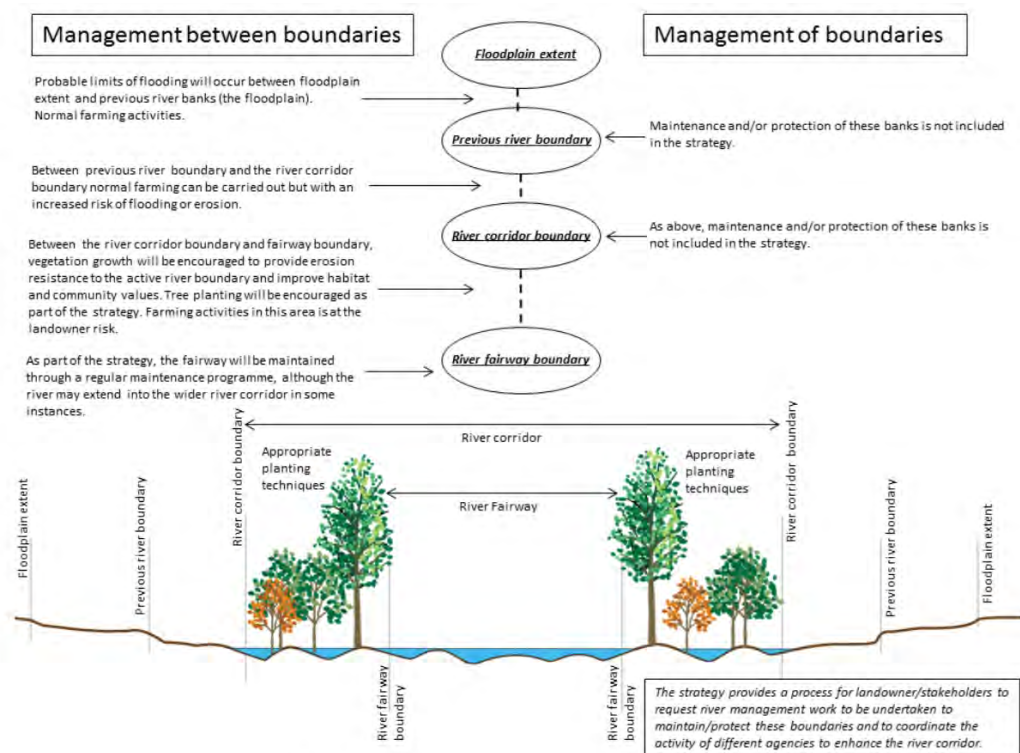 Management between boundaries
Management of boundaries
Floodplain extent
Probable limits of flooding will occur between floodplain
extent and previous river banks (the floodplain).
Normal farming activities.
Previous river boundary
Maintenance and/or protection of these banks is not included
in the strategy.
Between previous river boundary and the river corridor
boundary normal farming can be carried out but with an
increased risk of flooding or erosion.
River corridor boundary
As above, maintenance and/or protection of these banks is
not included in the strategy.
Between the river corridor boundary and fairway boundary,
vegetation growth will be encouraged to provide erosion
resistance to the active river boundary and improve habitat
and community values. Tree planting will be encouraged as
part of the strategy. Farming activities in this area is at the
landowner risk.
River fairway boundary
As part of the strategy, the fairway will be maintained
through a regular maintenance programme, although the
river may extend into the wider river corridor in some
instances.
River corridor
Floodplain extent
Previous river boundary
River corridor boundary
Appropriate
planting
techniques
River Fairway
Appropriate
planting
techniques
River corridor boundary
Previous river boundary
Floodplain extent
River fairway
boundary
River fairway
boundary
The strategy provides a process for landowner/stakeholders to
request river management work to be undertaken to
maintain/protect these boundaries and to coordinate the
activity of different agencies to enhance the river corridor.